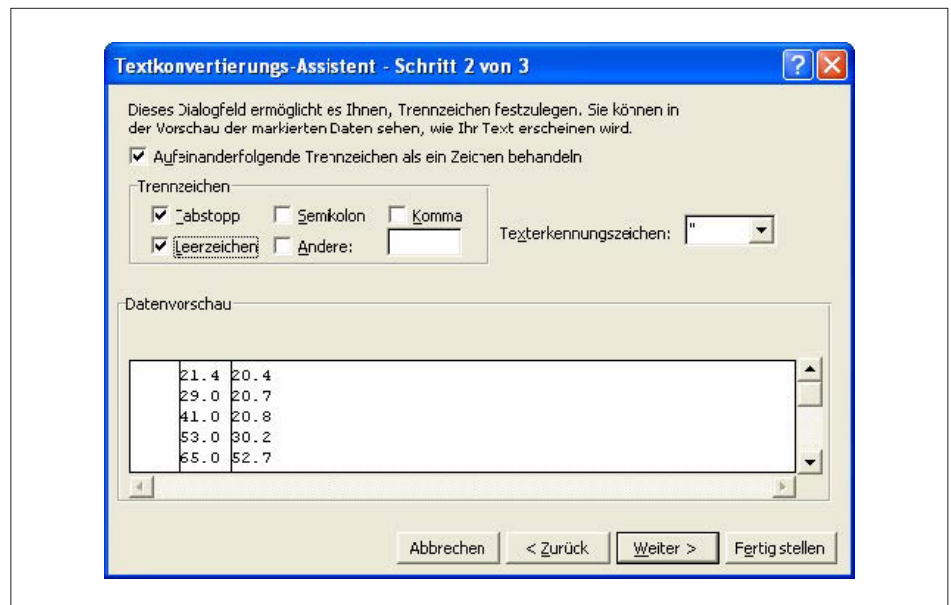 Textkonvertierungs-Assistent - Schritt 2 von 3
Dieses Dialogfeld ermöglicht es Ihnen, Trennzeichen festzulegen. Sie können in
der Vorschau der markierten Daten sehen, wie Ihr Text erscheinen wird.
Aufeinanderfolgende Trennzeichen als ein Zeichen behandeln
Trennzeichen
Tabstopp Semikolon Komma
Leerzeichen Andere:
Texterkennungszeichen: "
Datenvorschau
21.4 20.4
29.0 20.7
41.0 20.8
53.0 30.2
65.0 52.7
Abbrechen < Zurück Weiter > Fertig stellen